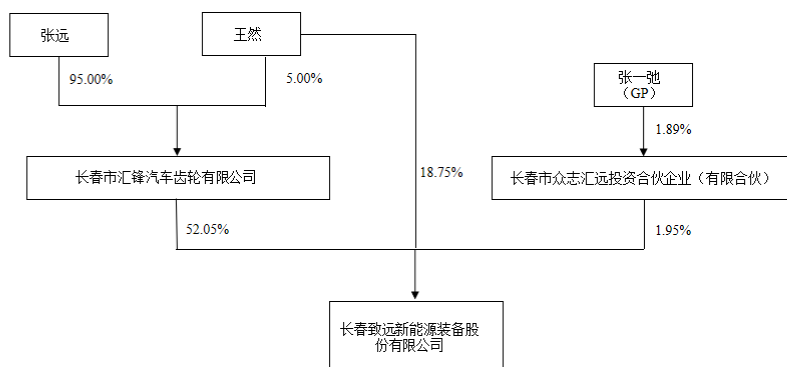 张远
王然
95.00%
5.00%
张一弛
（GP）
1.89%
长春市汇锋汽车齿轮有限公司
18.75%
长春市众志汇远投资合伙企业（有限合伙）
52.05%
1.95%
长春致远新能源装备股
份有限公司